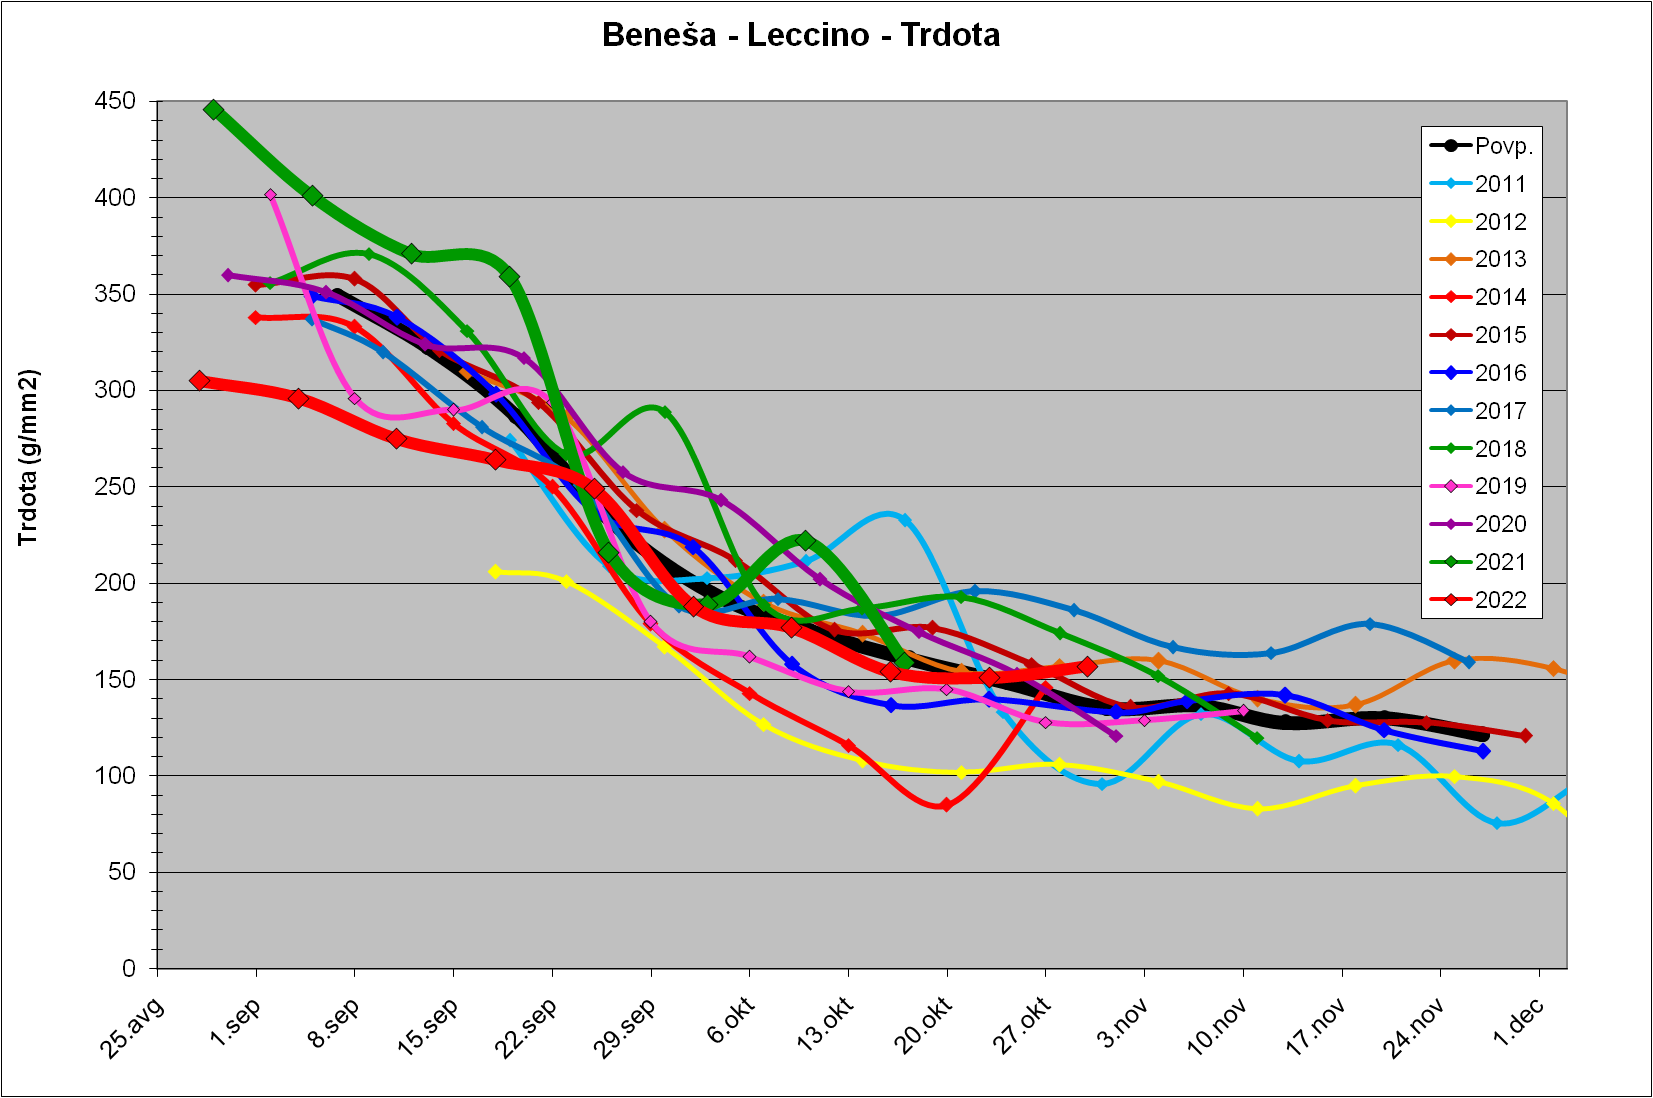 Beneša - Leccino - Trdota
Trdota (g/mm2)
450
400
350
300
250
200
150
100
50
0
25.avg
1.sep
8.sep
15.sep
22.sep
29.sep
6.okt
13.okt
20.okt
27.okt
3.nov
10.nov
17.nov
24.nov
1.dec
Povp.
2011
2012
2013
2014
2015
2016
2017
2018
2019
2020
2021
2022